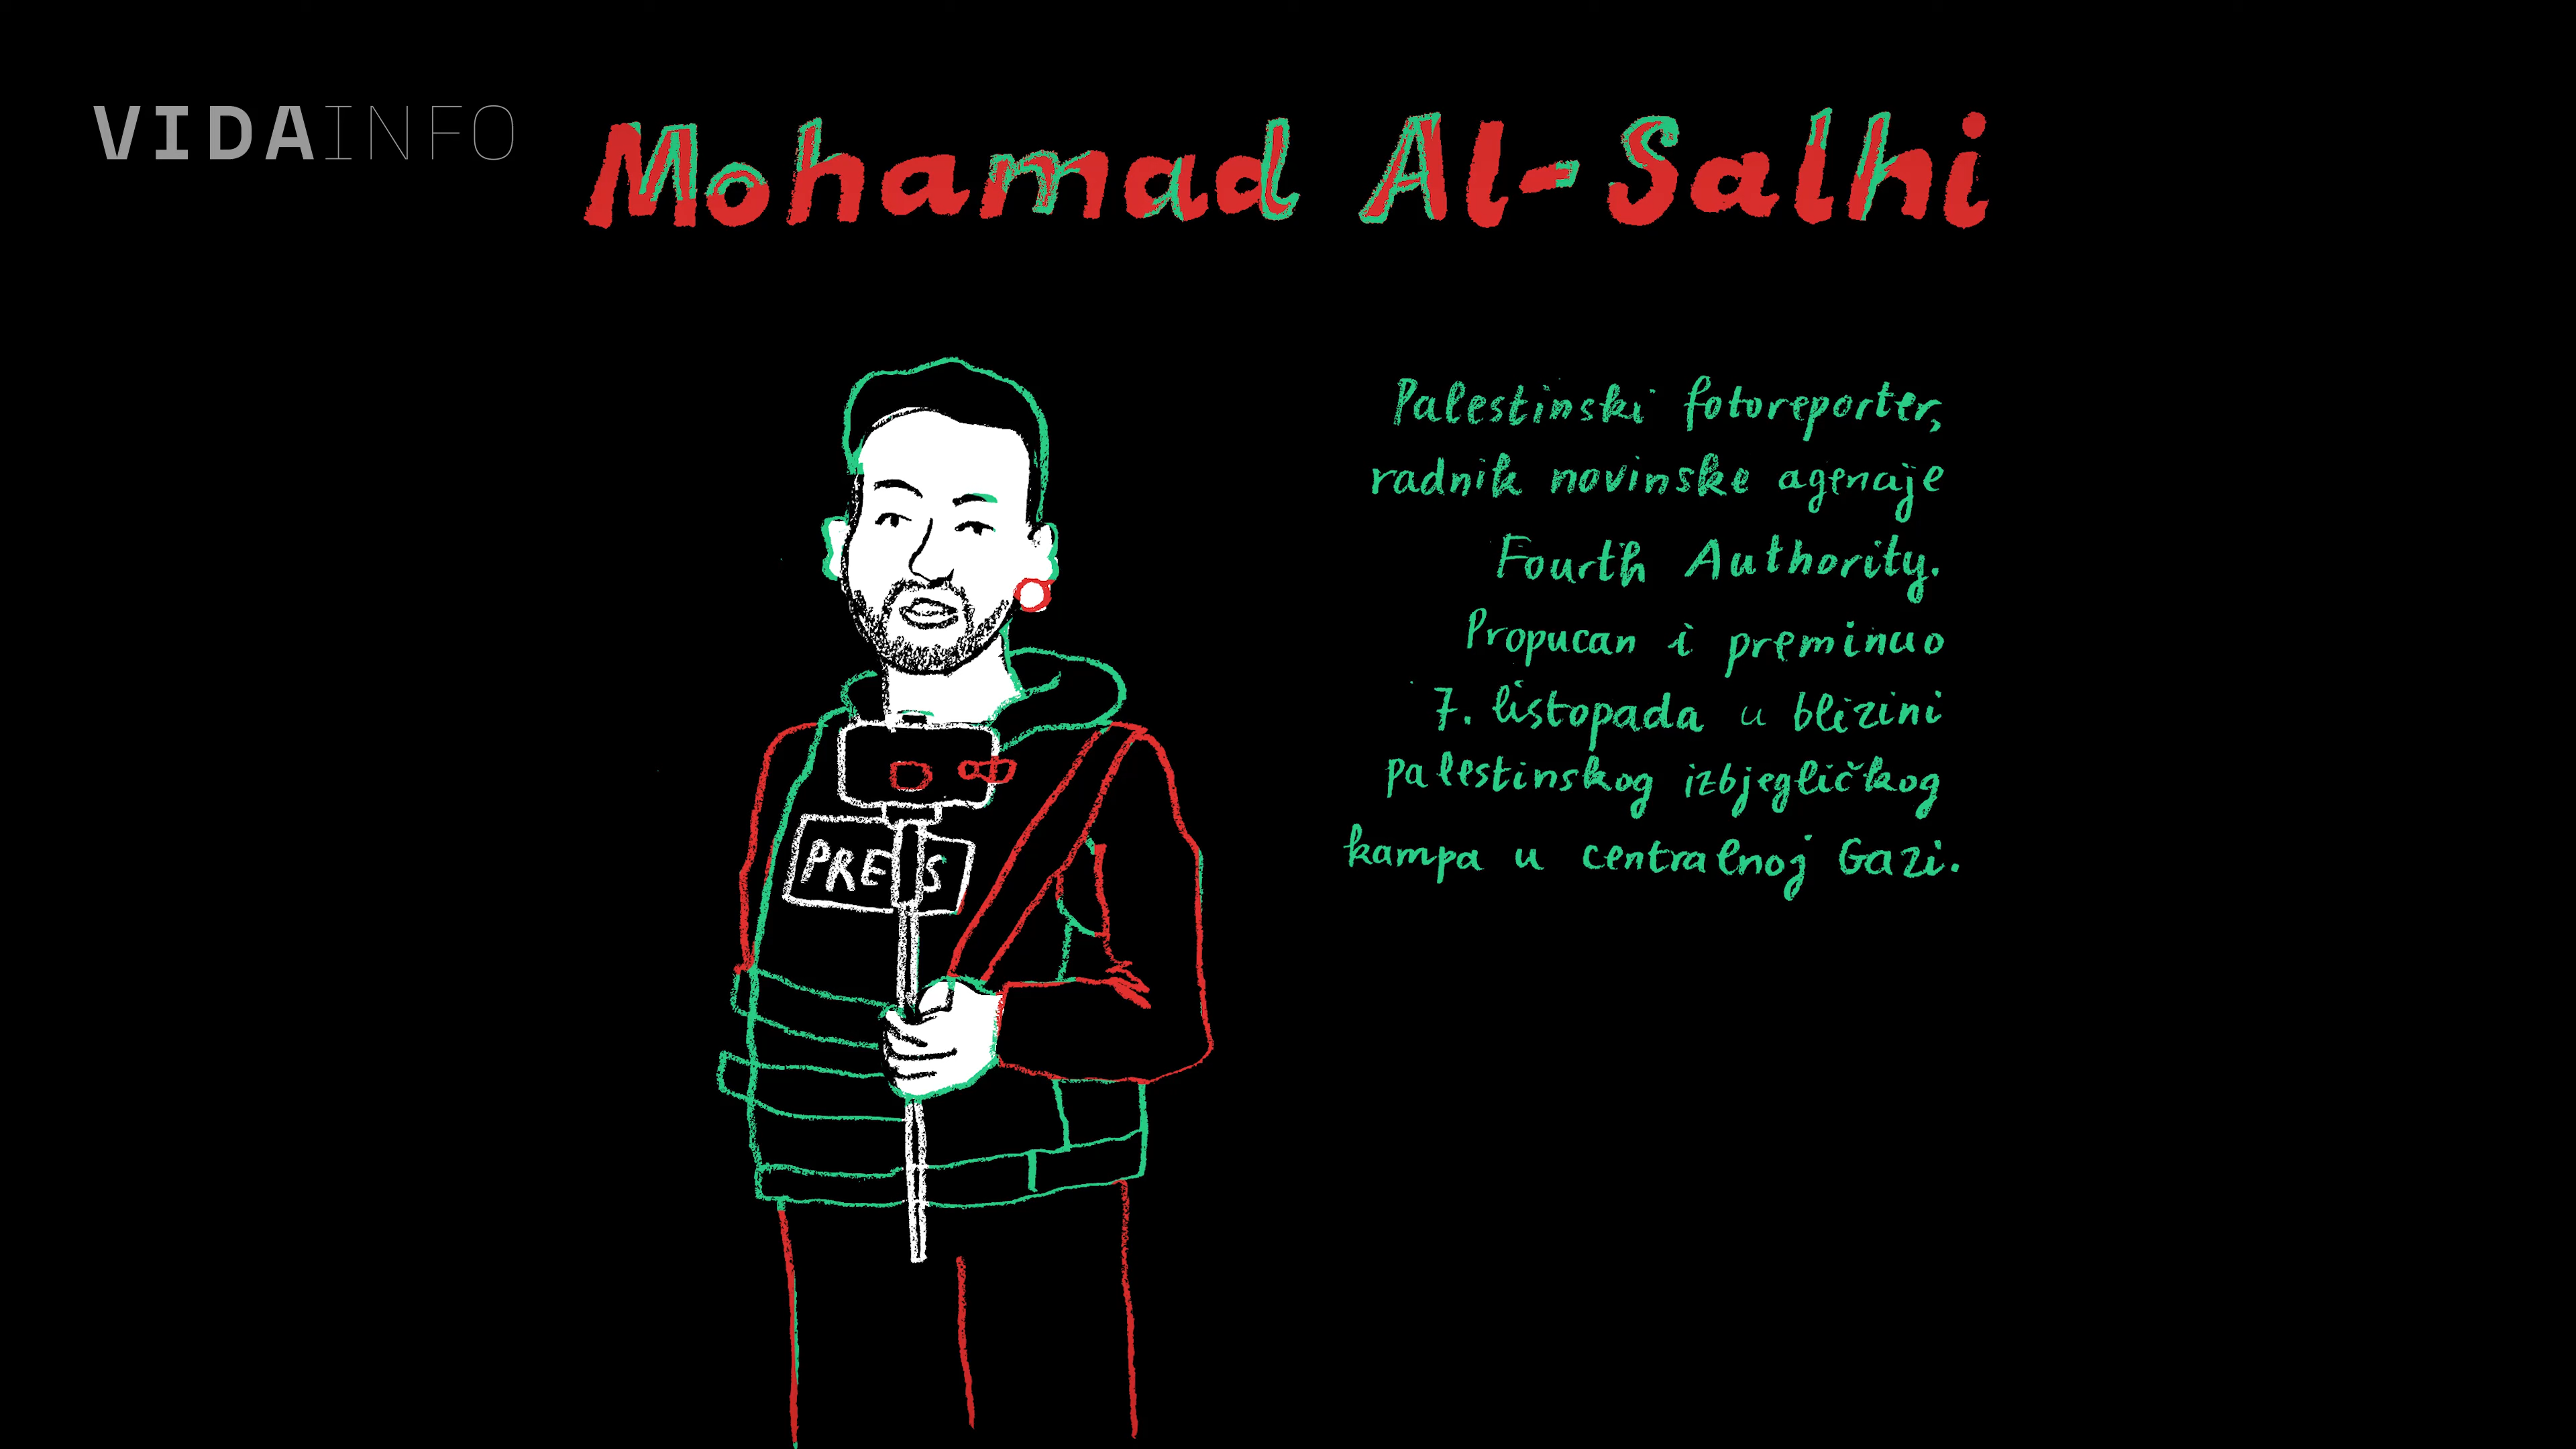 VIDAINFO
Mohamad Al-Salhi
Palestinski fotoreporter,
radnik novinske agencije
Fourth Authority.
Propucan i preminuo
7. listopada u blizini
palestinskog izbjegličkog
kampa u centralnoj Gazi.
PRE S